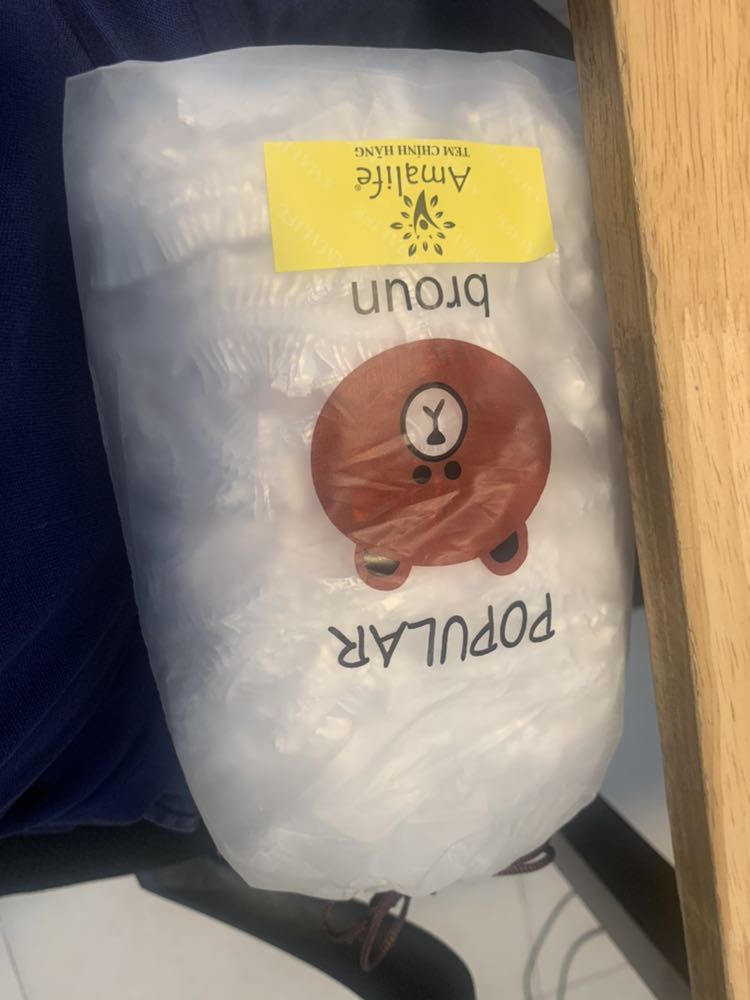 POPULAR
broun
Amalife®
TEM CHÍNH HÃNG